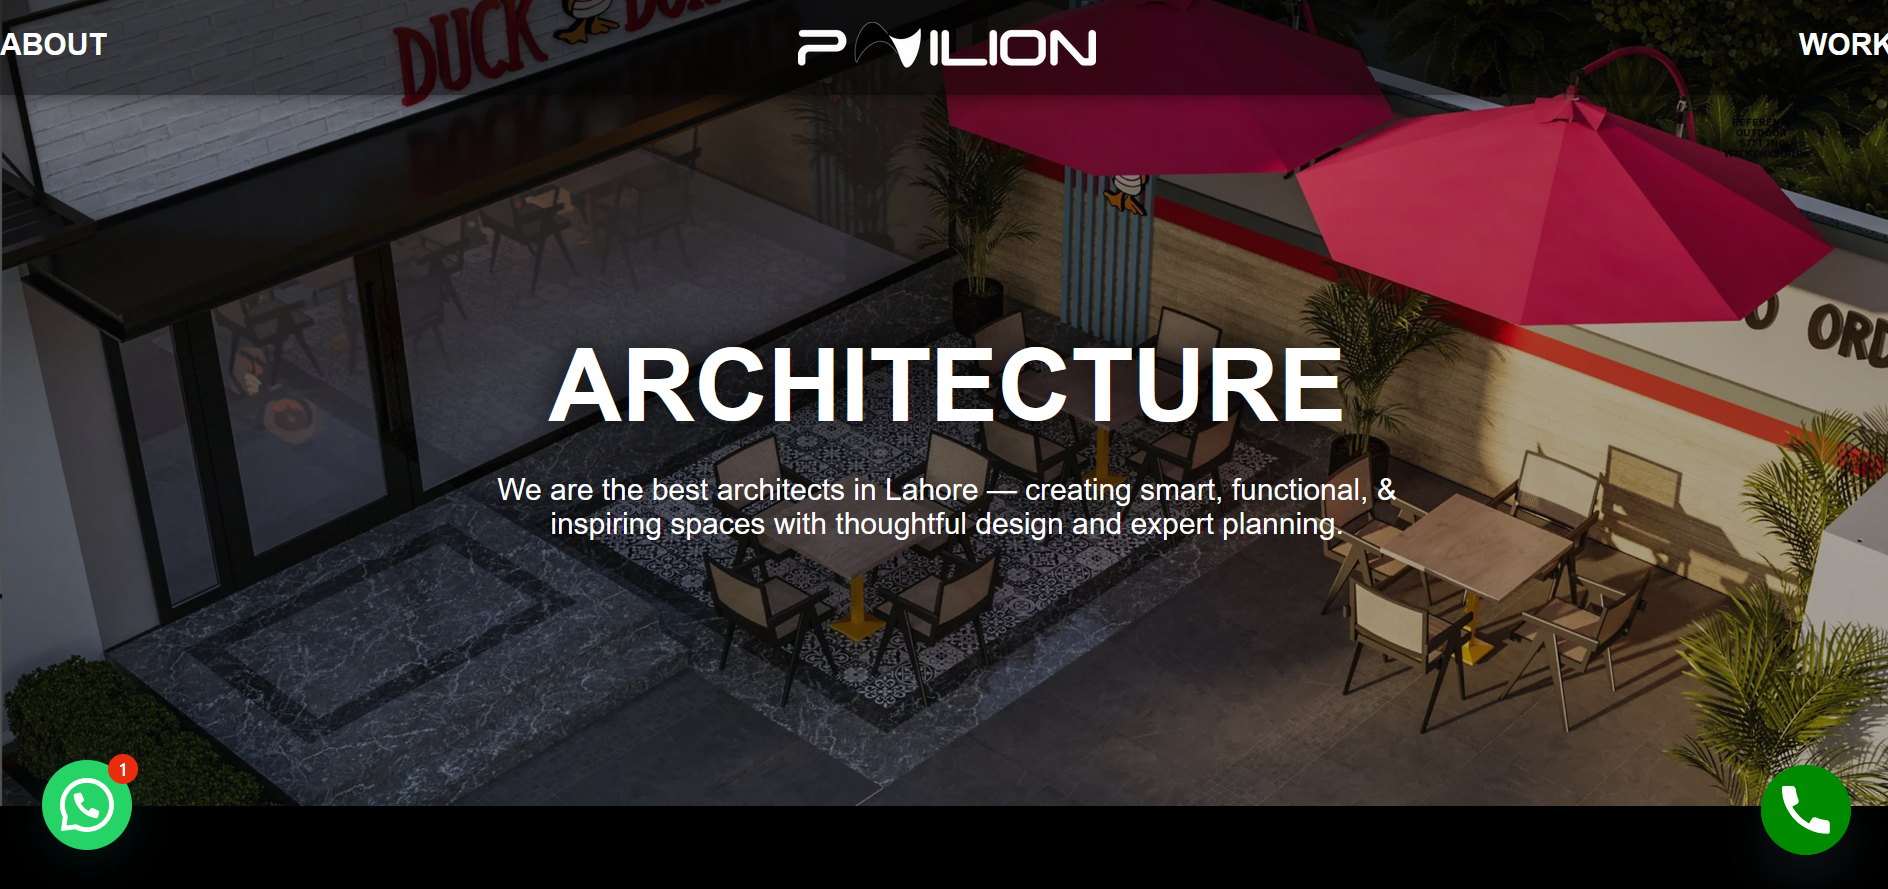 DUCK
ABOUT
PAVILION
WORK
ORD
ARCHITECTURE
We are the best architects in Lahore — creating smart, functional, &
inspiring spaces with thoughtful design and expert planning.
1